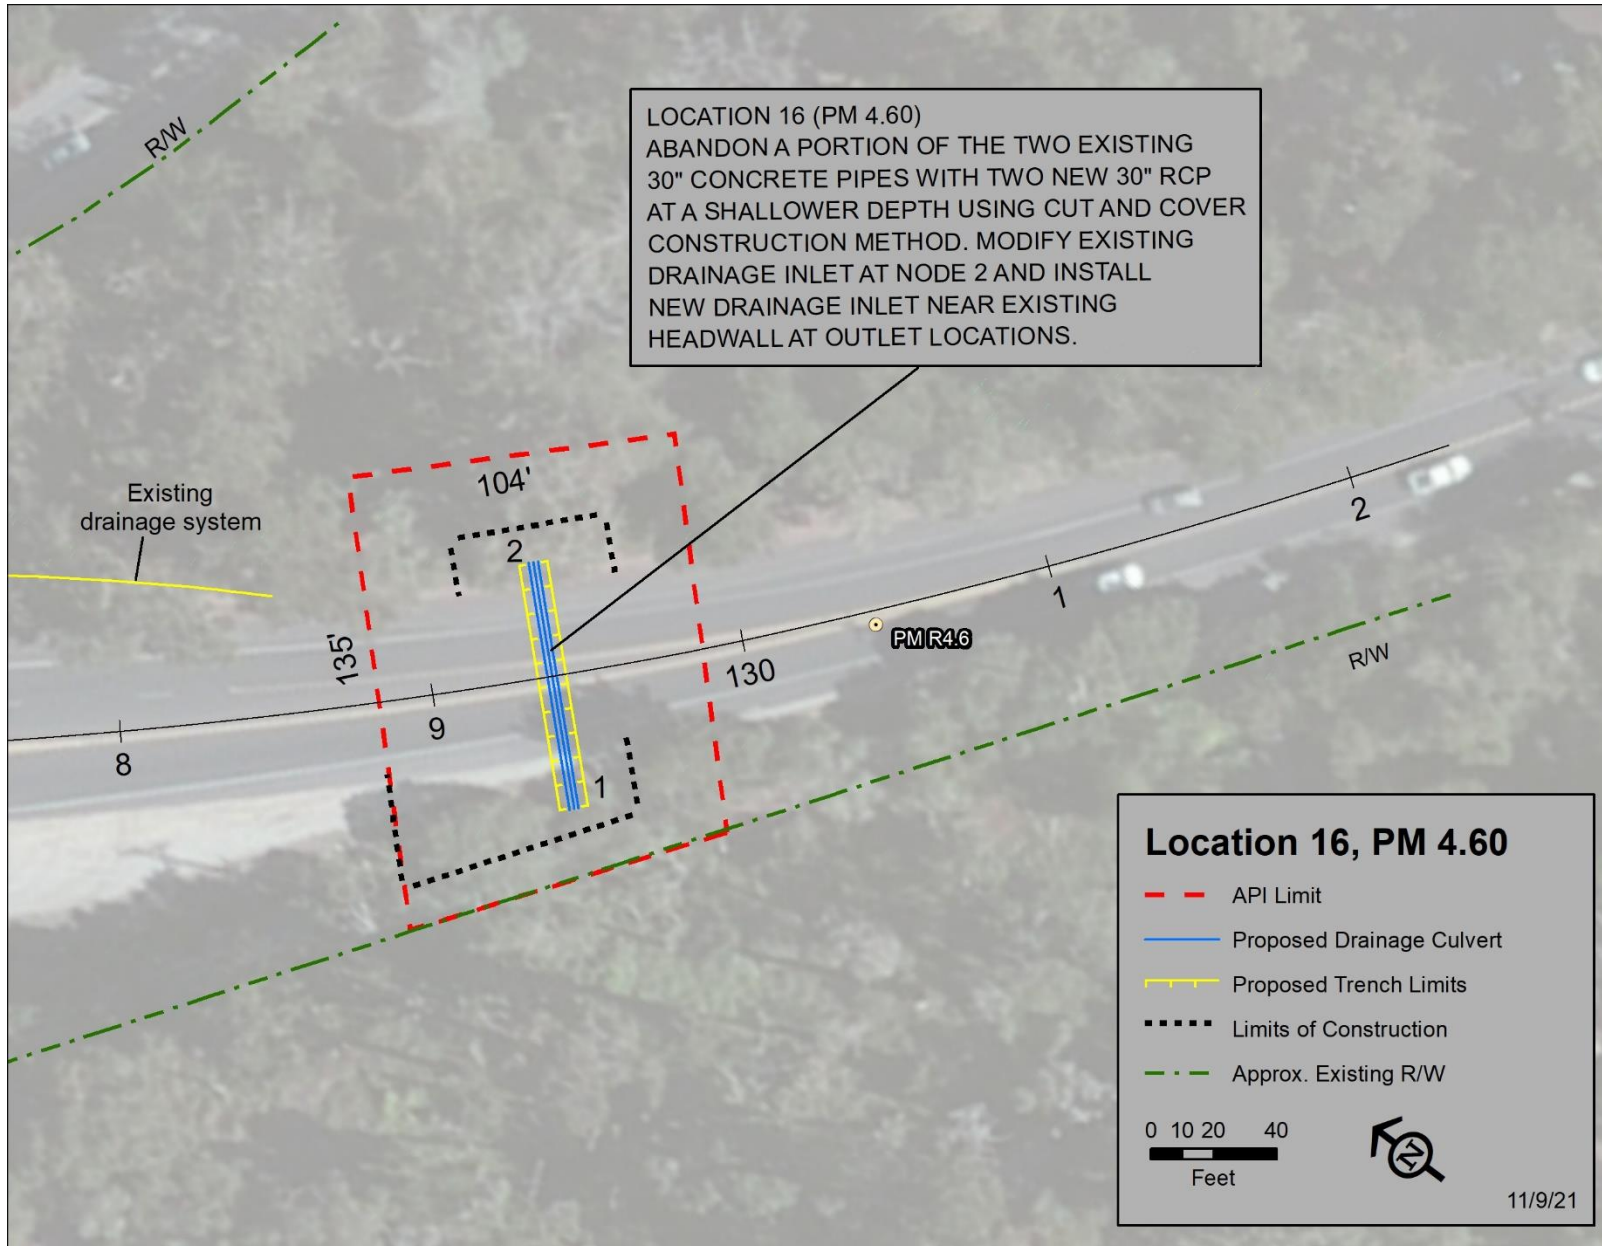 R/W
LOCATION 16 (PM 4.60)
ABANDON A PORTION OF THE TWO EXISTING
30" CONCRETE PIPES WITH TWO NEW 30" RCP
AT A SHALLOWER DEPTH USING CUT AND COVER
CONSTRUCTION METHOD. MODIFY EXISTING
DRAINAGE INLET AT NODE 2 AND INSTALL
NEW DRAINAGE INLET NEAR EXISTING
HEADWALL AT OUTLET LOCATIONS.
Existing
drainage system
104'
2
135'
1
8
9
130
1
2
PM R4.6
R/W
Location 16, PM 4.60
API Limit
Proposed Drainage Culvert
Proposed Trench Limits
Limits of Construction
Approx. Existing R/W
0 10 20 40
Feet
N
11/9/21